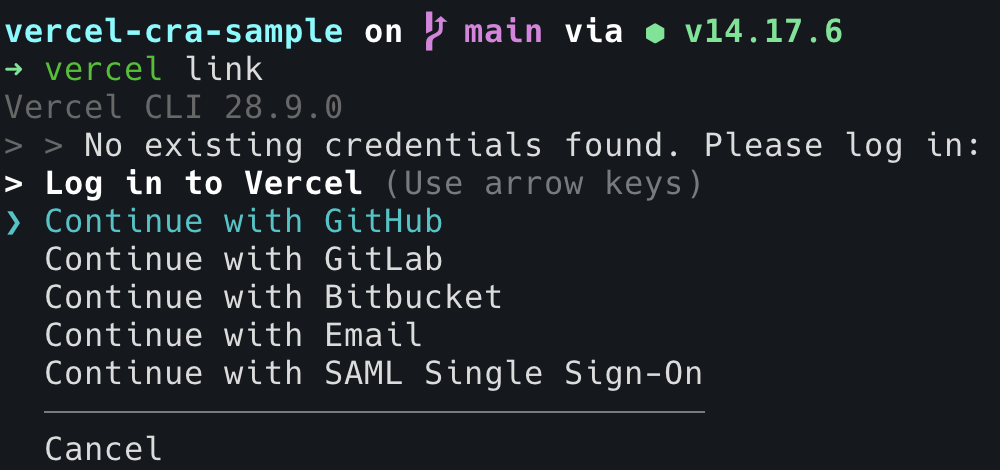 vercel-cra-sample on main via ⬢ v14.17.6
➜ vercel link
Vercel CLI 28.9.0
> > No existing credentials found. Please log in:
> Log in to Vercel (Use arrow keys)
❯ Continue with GitHub
Continue with GitLab
Continue with Bitbucket
Continue with Email
Continue with SAML Single Sign-On
Cancel